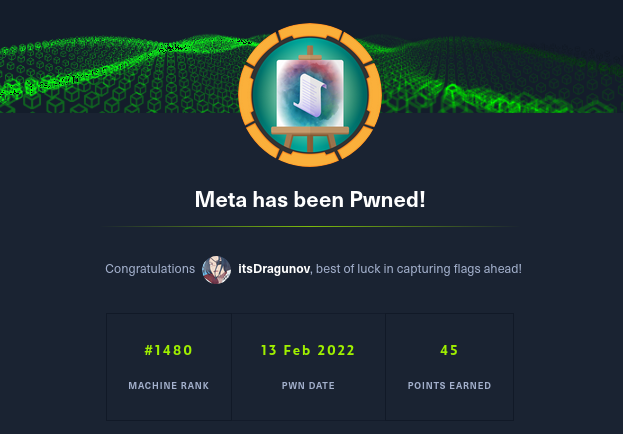 Meta has been Pwned!
Congratulations itsDragunov, best of luck in capturing flags ahead!
#1480 13 Feb 2022 45
MACHINE RANK PWN DATE POINTS EARNED